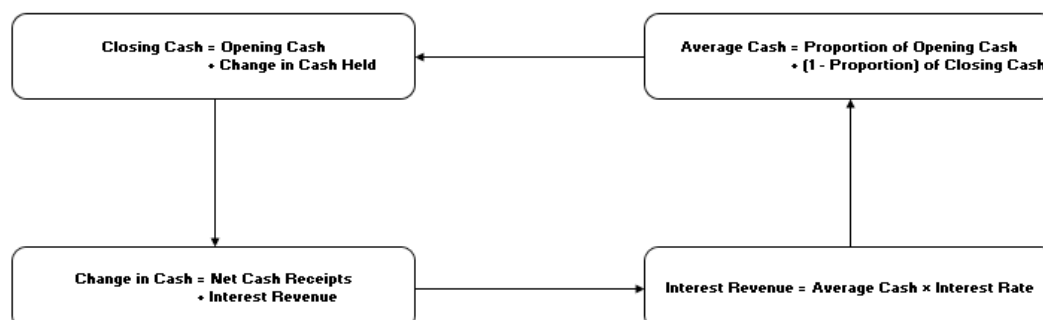 Closing Cash = Opening Cash
+ Change in Cash Held
Average Cash = Proportion of Opening Cash
+ (1 - Proportion) of Closing Cash
Change in Cash = Net Cash Receipts
+ Interest Revenue
Interest Revenue = Average Cash × Interest Rate